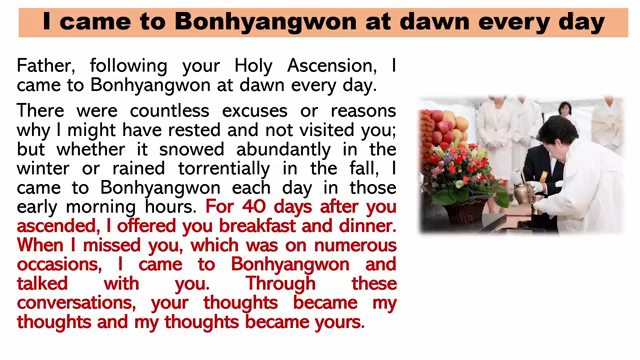 I came to Bonhyangwon at dawn every day
Father, following your Holy Ascension, I
came to Bonhyangwon at dawn every day.
There were countless excuses or reasons
why I might have rested and not visited you;
but whether it snowed abundantly in the
winter or rained torrentially in the fall, I
came to Bonhyangwon each day in those
early morning hours. For 40 days after you
ascended, I offered you breakfast and dinner.
When I missed you, which was on numerous
occasions, I came to Bonhyangwon and
talked with you. Through these
conversations, your thoughts became my
thoughts and my thoughts became yours.